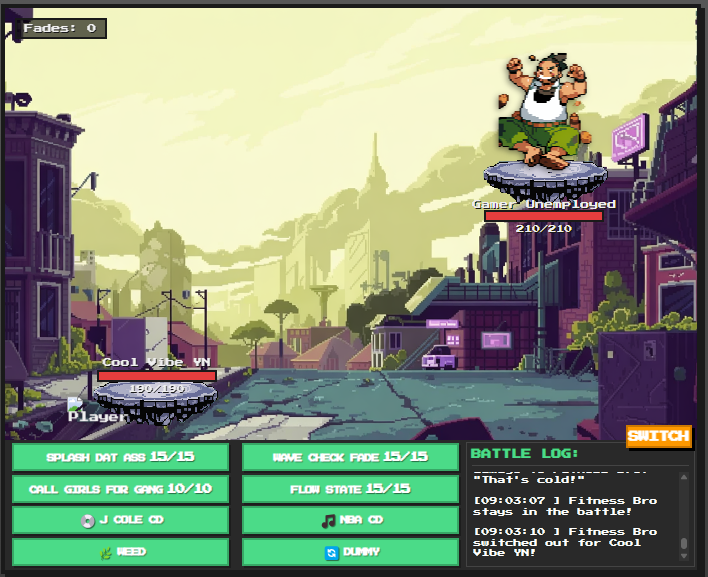 Fades: 0
Gamer Unemployed
210/210
Cool Vibe YN
190/190
Player
SWITCH
SPLASH DAT ASS 15/15
WAVE CHECK FADE 15/15
CALL GIRLS FOR GANG 10/10
FLOW STATE 15/15
J COLE CD
NBA CD
WEED
DUMMY
BATTLE LOG:
"That's cold!"
[09:03:07 ] Fitness Bro
stays in the battle!
[09:03:10 ] Fitness Bro
switched out for Cool
Vibe YN!